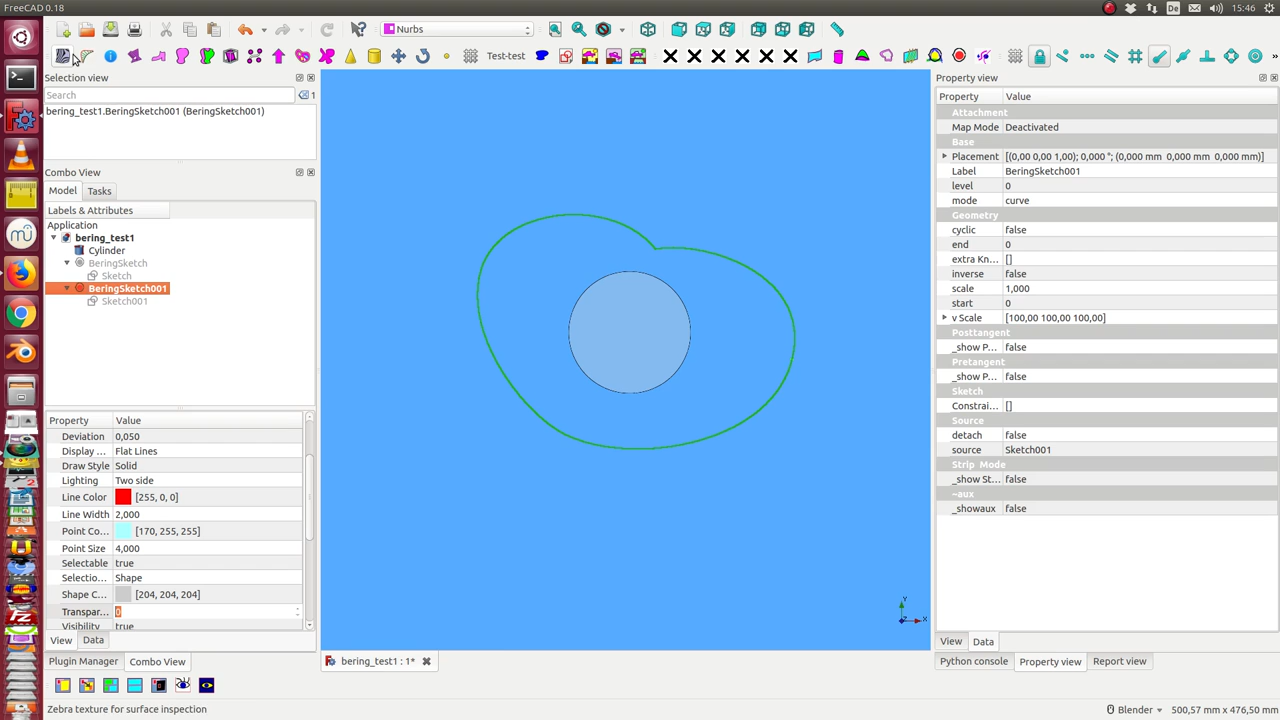 FreeCAD 0.18
De
15:46
Nurbs
Test-test
Selection view
Search
1
bering_test1.BeringSketch001 (BeringSketch001)
Combo View
Model
Tasks
Labels & Attributes
Application
bering_test1
Cylinder
BeringSketch
Sketch
BeringSketch001
Sketch001
Property
Value
Deviation
0,050
Display ...
Flat Lines
Draw Style
Solid
Lighting
Two side
Line Color
[255, 0, 0]
Line Width
2,000
Point Co...
[170, 255, 255]
Point Size
4,000
Selectable
true
Selectio...
Shape
Shape C...
[204, 204, 204]
Transpar...
0
Visibility
true
View
Data
Plugin Manager
Combo View
Zebra texture for surface inspection
Y
Z
X
bering_test1 : 1*
Property view
Property
Value
Attachment
Map Mode
Deactivated
Base
Placement
[(0,00 0,00 1,00); 0,000 °; (0,000 mm 0,000 mm 0,000 mm)]
Label
BeringSketch001
level
0
mode
curve
Geometry
cyclic
false
end
0
extra Kn...
[]
inverse
false
scale
1,000
start
0
v Scale
[100,00 100,00 100,00]
Posttangent
_show P...
false
Pretangent
_show P...
false
Sketch
Constrai...
[]
Source
detach
false
source
Sketch001
Strip Mode
_show St...
false
~aux
_showaux
false
View
Data
Python console
Property view
Report view
Blender
500,57 mm x 476,50 mm